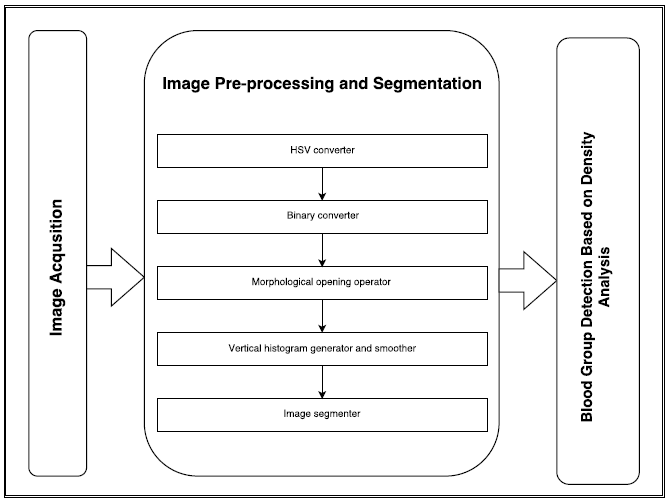 Image Acqusition
Image Pre-processing and Segmentation
HSV converter
Binary converter
Morphological opening operator
Vertical histogram generator and smoother
Image segmenter
Blood Group Detection Based on Density
Analysis